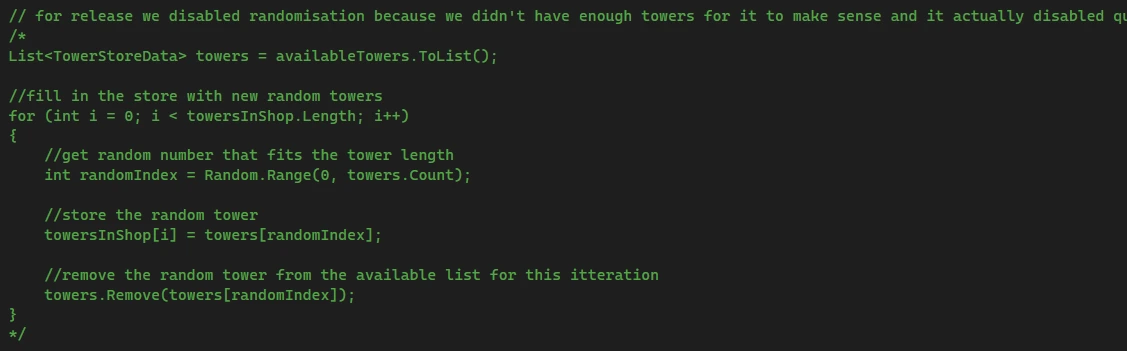 // for release we disabled randomisation because we didn't have enough towers for it to make sense and it actually disabled
/*
List<TowerStoreData> towers = availableTowers.ToList();
//fill in the store with new random towers
for (int i = 0; i < towersInShop.Length; i++)
{
//get random number that fits the tower length
int randomIndex = Random.Range(0, towers.Count);
//store the random tower
towersInShop[i] = towers[randomIndex];
//remove the random tower from the available list for this itteration
towers.Remove(towers[randomIndex]);
}
*/